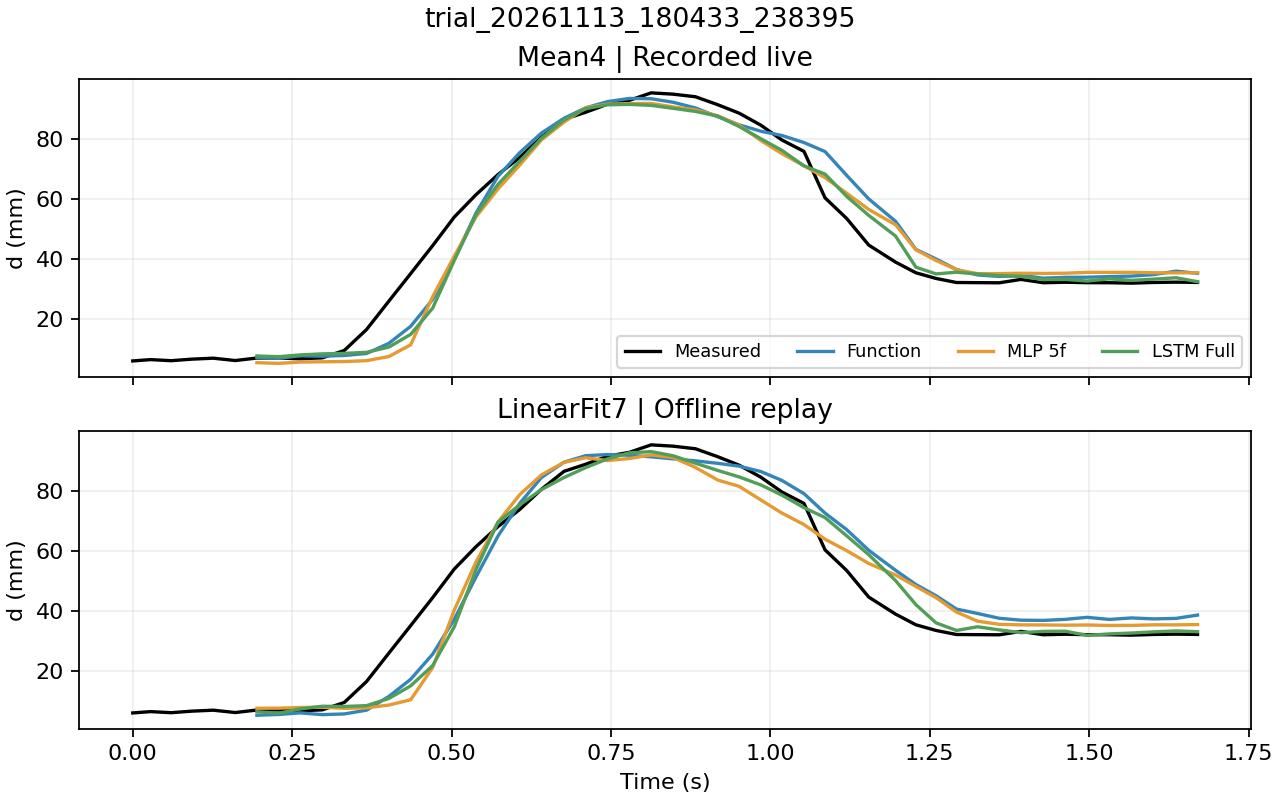 trial_20261113_180433_238395
Mean4 | Recorded live
d (mm)
80
60
40
20
Measured Function MLP 5f LSTM Full
LinearFit7 | Offline replay
d (mm)
80
60
40
20
0.00 0.25 0.50 0.75 1.00 1.25 1.50 1.75
Time (s)